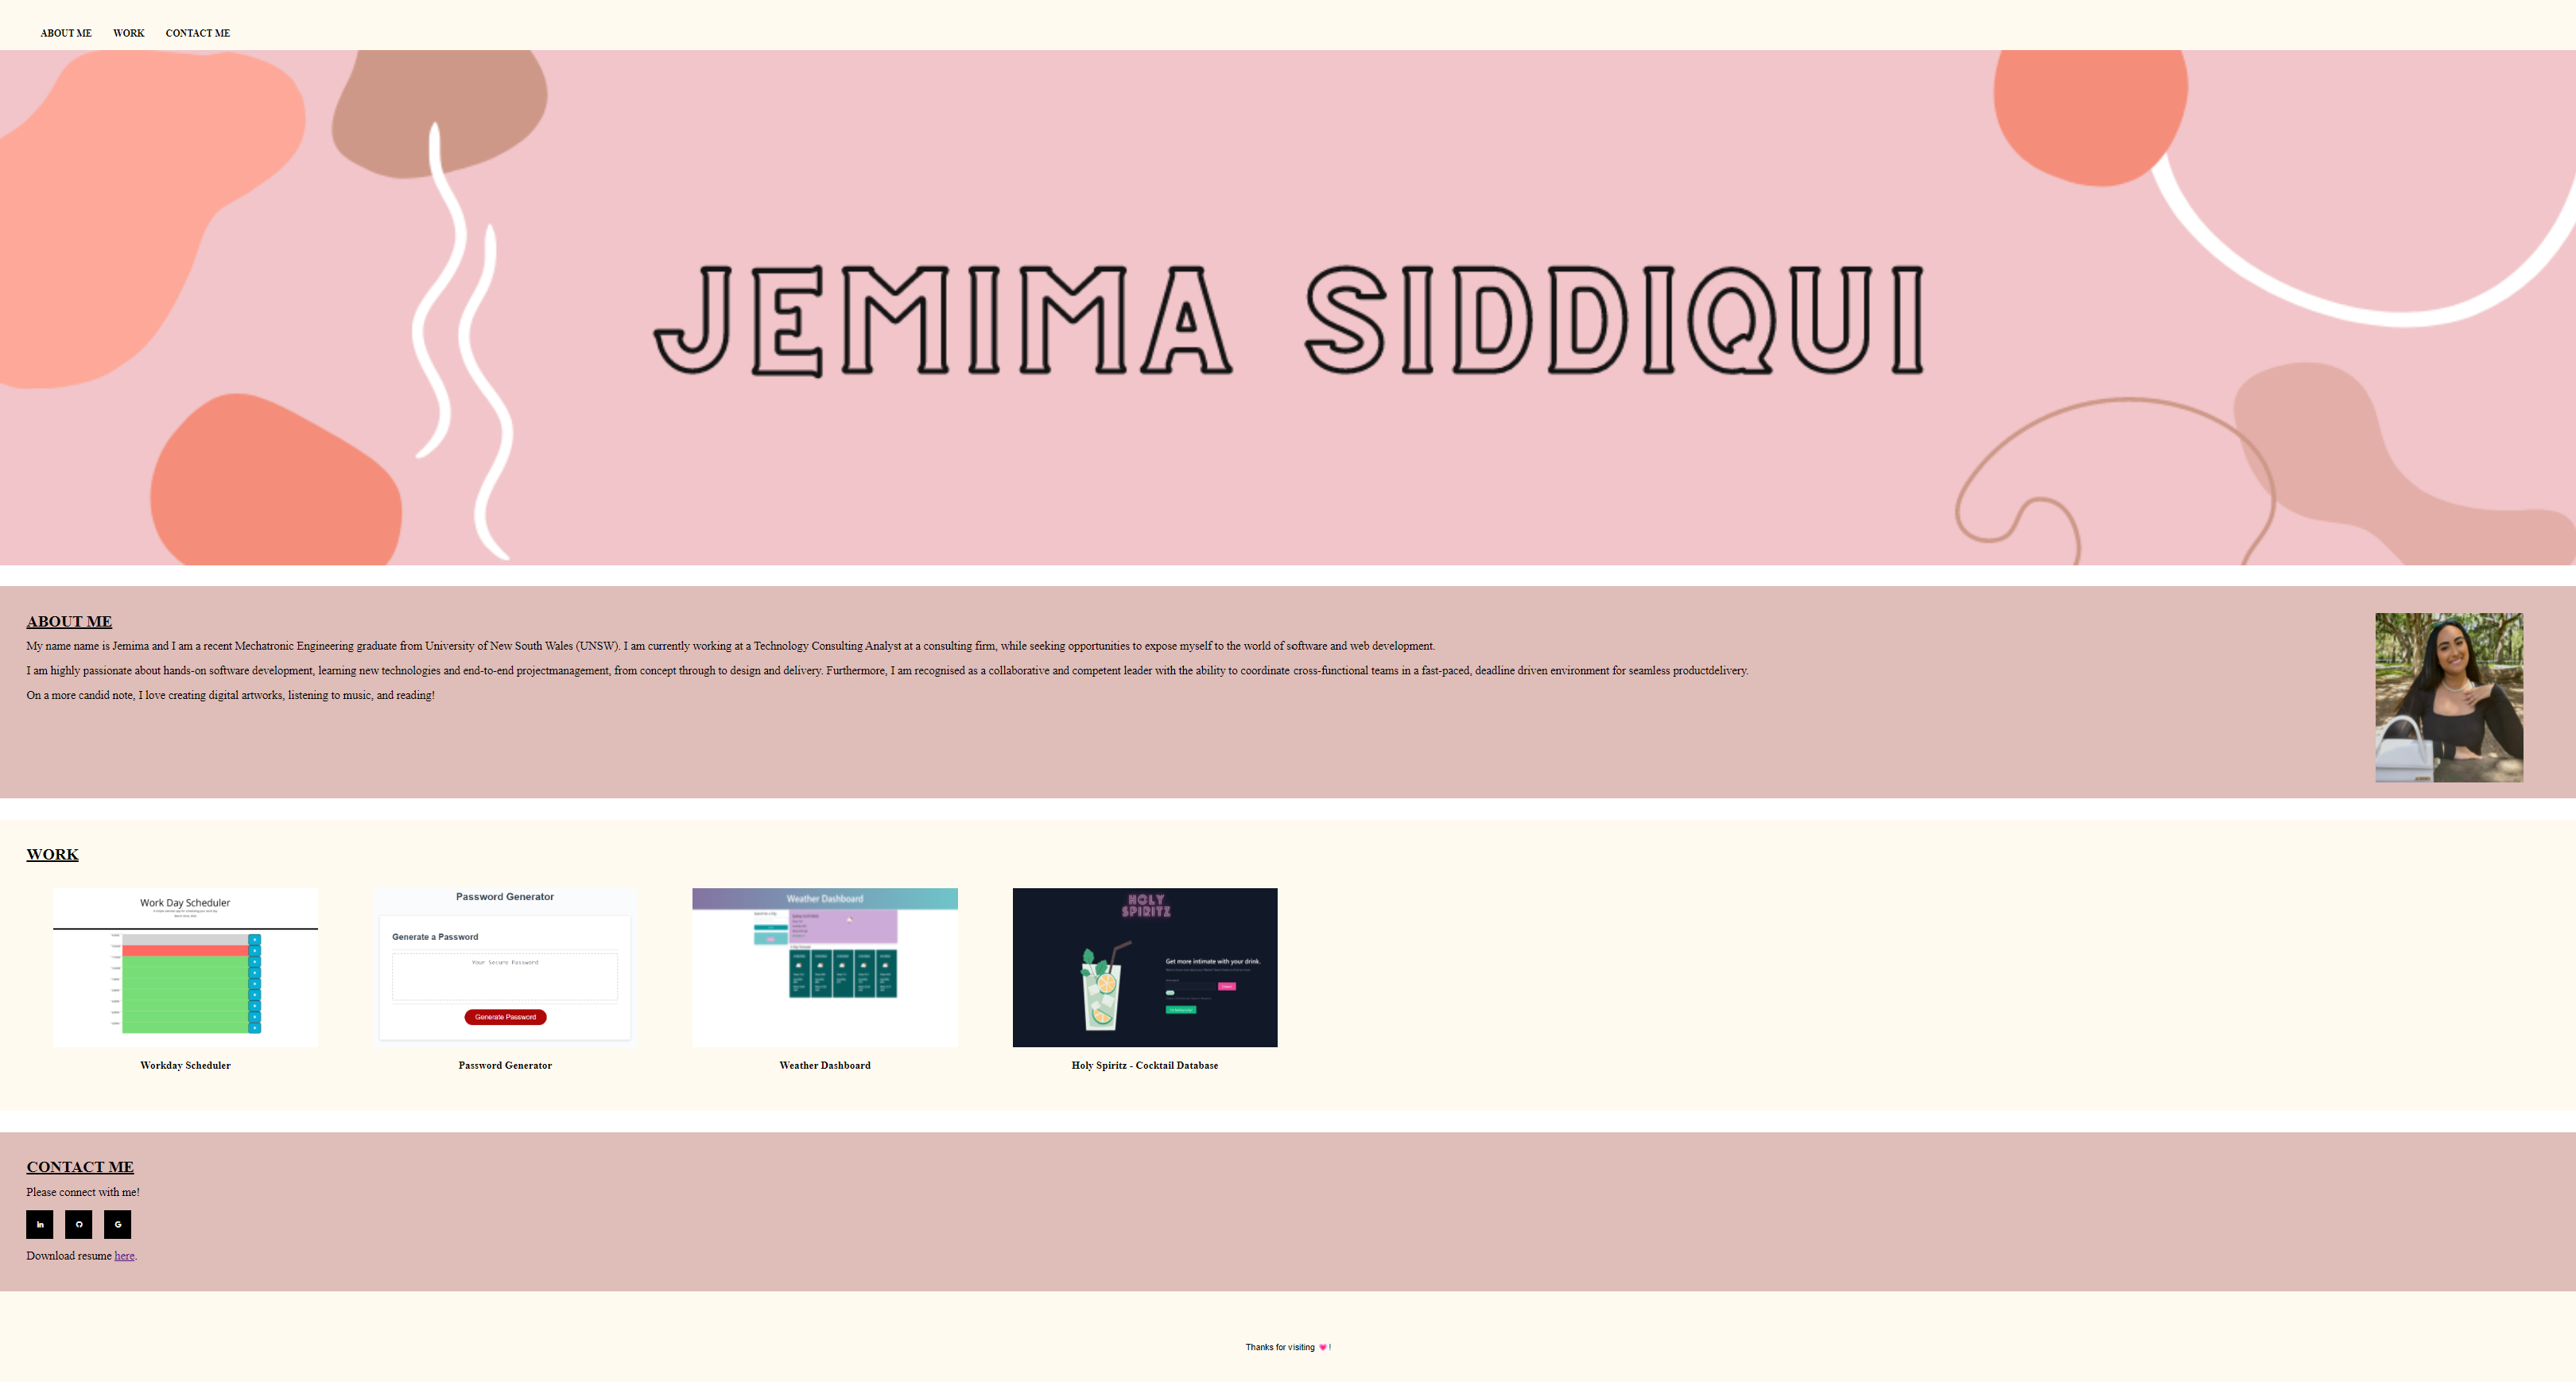 ABOUT ME WORK CONTACT ME
JEMIMA SIDDIQUI
ABOUT ME
My name name is Jemima and I am a recent Mechatronic Engineering graduate from University of New South Wales (UNSW). I am currently working at a Technology Consulting Analyst at a consulting firm, while seeking opportunities to expose myself to the world of software and web development.
I am highly passionate about hands-on software development, learning new technologies and end-to-end projectmanagement, from concept through to design and delivery. Furthermore, I am recognised as a collaborative and competent leader with the ability to coordinate cross-functional teams in a fast-paced, deadline driven environment for seamless productdelivery.
On a more candid note, I love creating digital artworks, listening to music, and reading!
WORK
Work Day Scheduler
Workday Scheduler
Password Generator
Generate a Password
Your Secure Password
Generate Password
Password Generator
Weather Dashboard
Weather Dashboard
HOLY
SPIRITZ
Get more intimate with your drink.
Holy Spiritz - Cocktail Database
CONTACT ME
Please connect with me!
in G
Download resume here.
Thanks for visiting 💗!